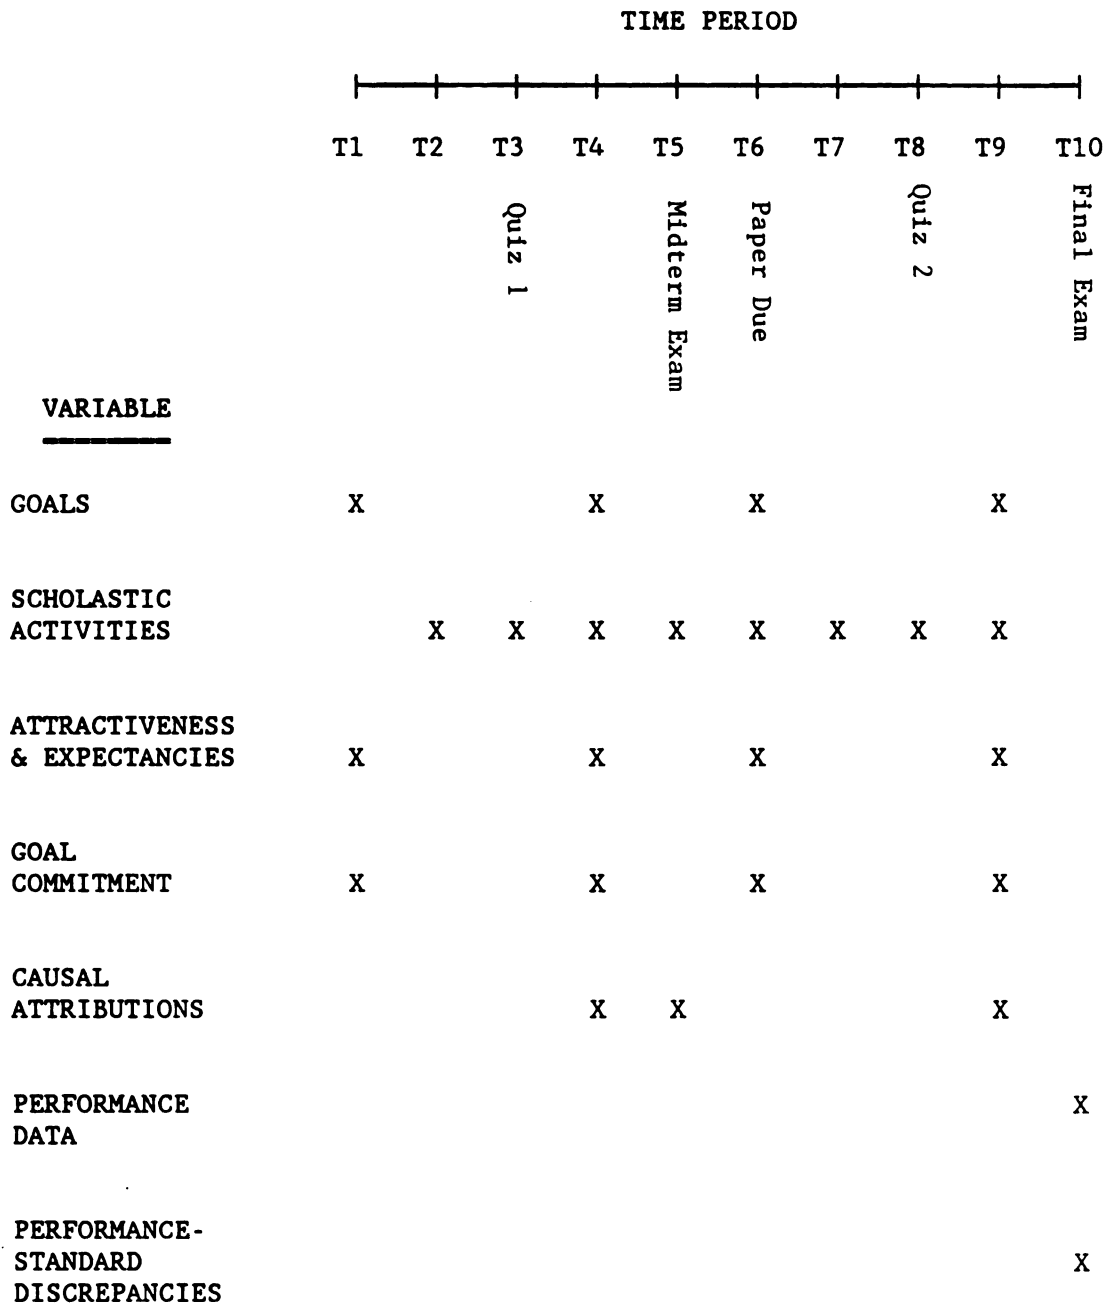 TIME PERIOD
T1 T2 T3 T4 T5 T6 T7 T8 T9 T10
Quiz 1
Midterm Exam
Paper Due
Quiz 2
Final Exam
VARIABLE
GOALS X X X X
SCHOLASTIC
ACTIVITIES X X X X X X X X
ATTRACTIVENESS
& EXPECTANCIES X X X X
GOAL
COMMITMENT X X X X
CAUSAL
ATTRIBUTIONS X X X
PERFORMANCE X
DATA
PERFORMANCE-
STANDARD X
DISCREPANCIES